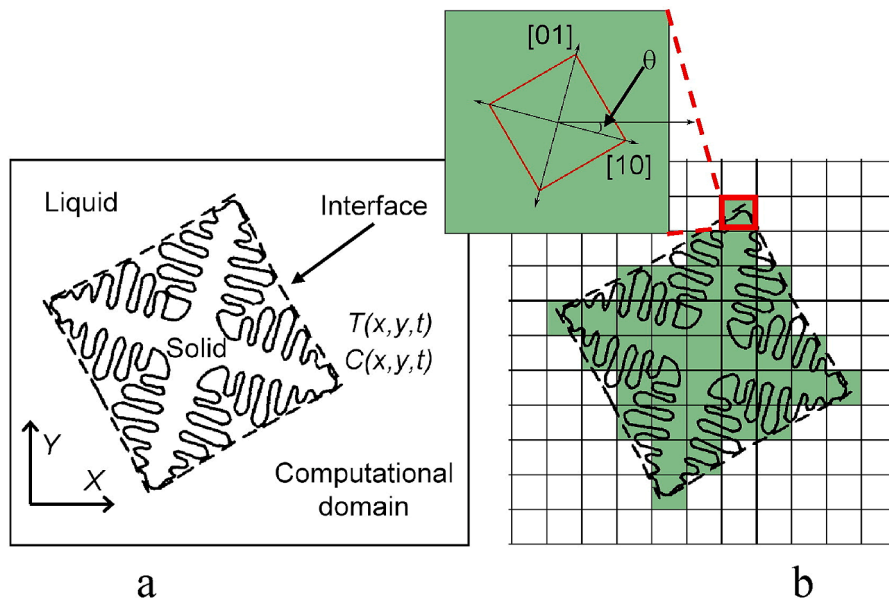 [01]
θ
[10]
Liquid
Interface
T(x,y,t)
C(x,y,t)
Solid
Y
X
Computational
domain
a
b